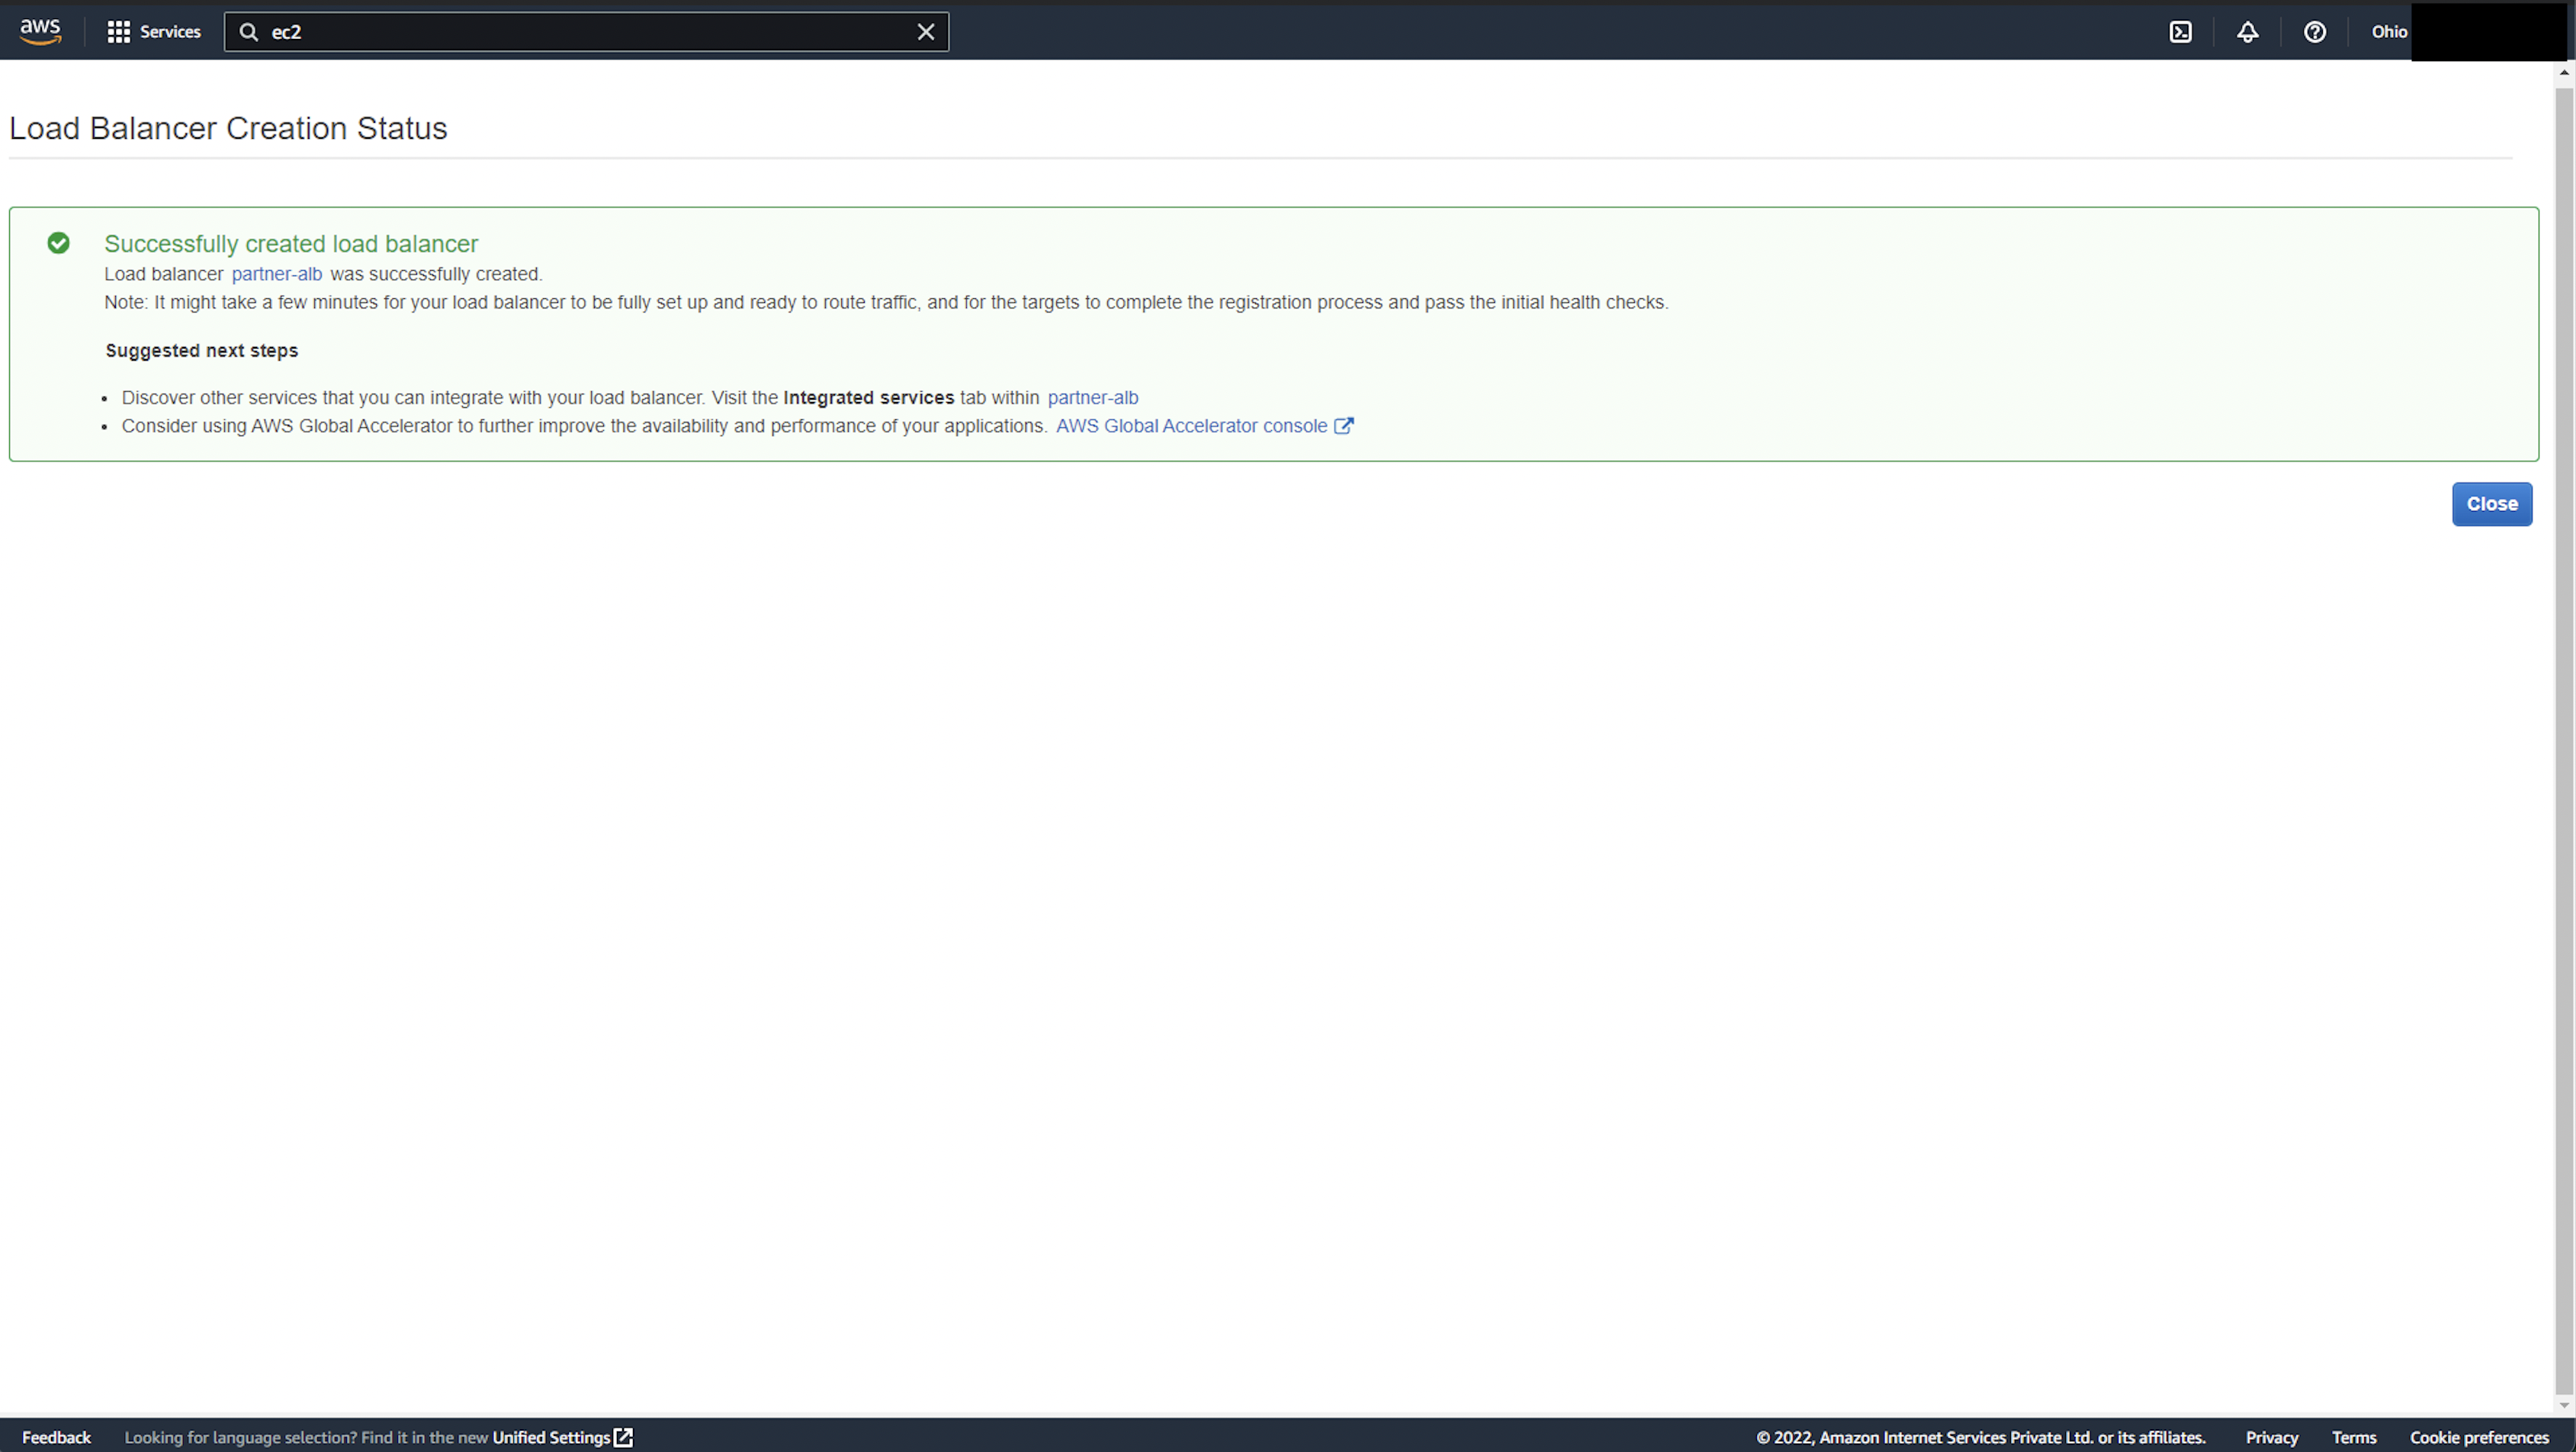 aws Services ec2 Ohio
Load Balancer Creation Status
Successfully created load balancer
Load balancer partner-alb was successfully created.
Note: It might take a few minutes for your load balancer to be fully set up and ready to route traffic, and for the targets to complete the registration process and pass the initial health checks.
Suggested next steps
• Discover other services that you can integrate with your load balancer. Visit the Integrated services tab within partner-alb
• Consider using AWS Global Accelerator to further improve the availability and performance of your applications. AWS Global Accelerator console
Close
Feedback Looking for language selection? Find it in the new Unified Settings © 2022, Amazon Internet Services Private Ltd. or its affiliates. Privacy Terms Cookie preferences